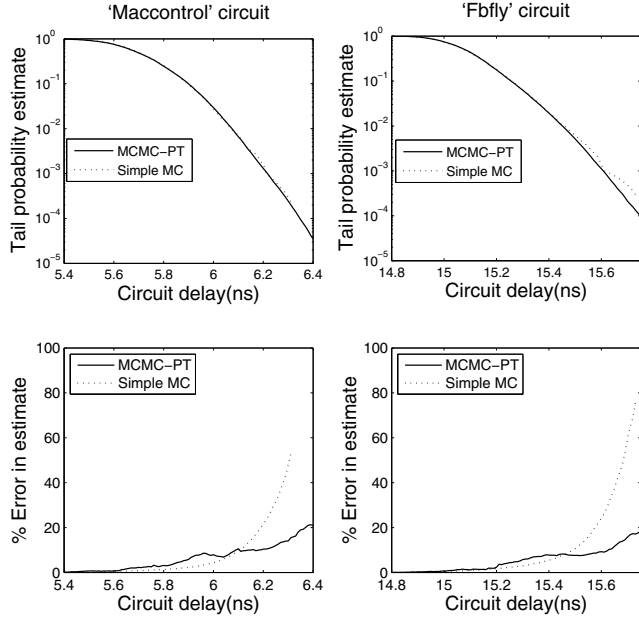 'Maccontrol' circuit
Tail probability estimate
10^0
10^-1
10^-2
10^-3
10^-4
10^-5
MCMC-PT
Simple MC
5.4 5.6 5.8 6 6.2 6.4
Circuit delay(ns)
'Fbfly' circuit
Tail probability estimate
10^0
10^-1
10^-2
10^-3
10^-4
10^-5
MCMC-PT
Simple MC
14.8 15 15.2 15.4 15.6
Circuit delay(ns)
% Error in estimate
100
80
60
40
20
0
MCMC-PT
Simple MC
5.4 5.6 5.8 6 6.2 6.4
Circuit delay(ns)
% Error in estimate
100
80
60
40
20
0
MCMC-PT
Simple MC
14.8 15 15.2 15.4 15.6
Circuit delay(ns)